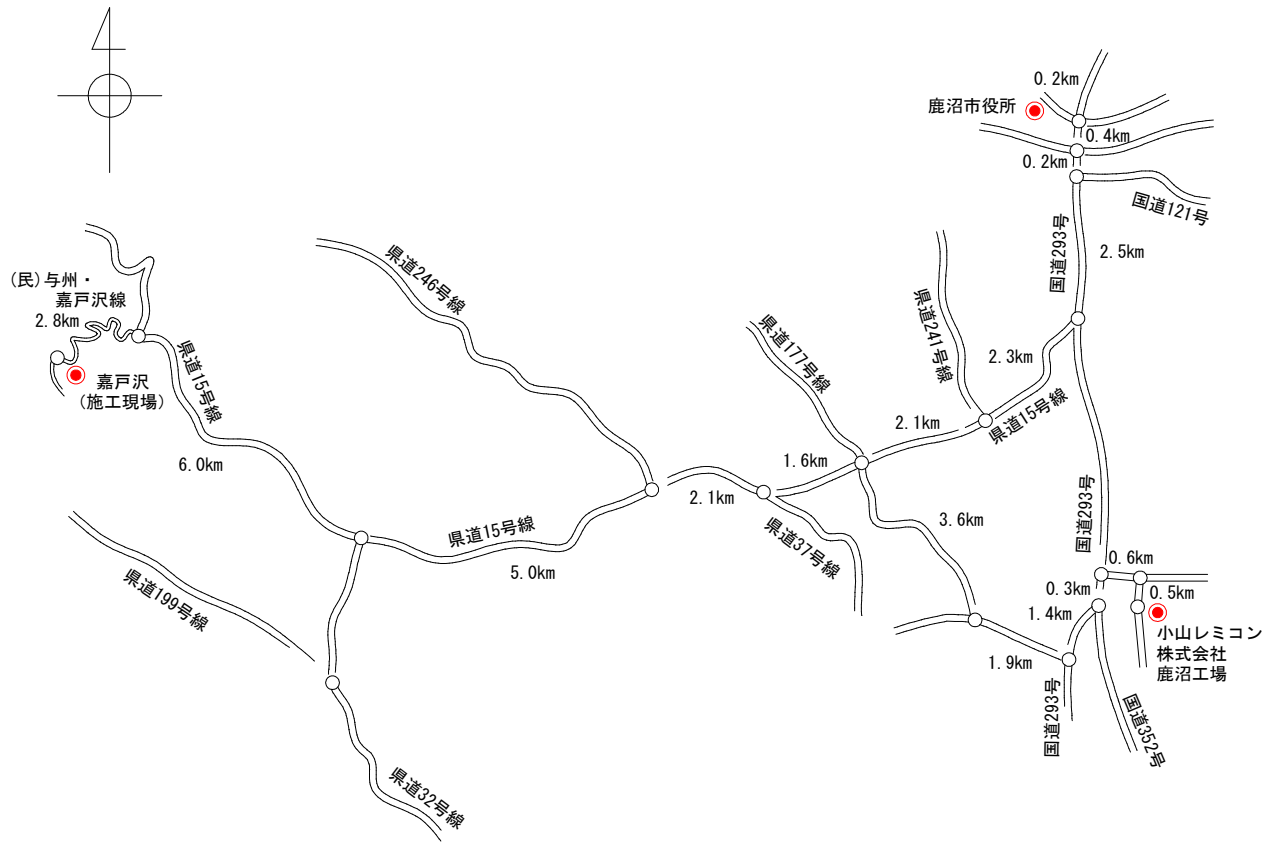 0.2km
鹿沼市役所
0.4km
0.2km
国道121号
国道293号
2.5km
(民)与州・
嘉戸沢線
2.8km
県道246号線
県道177号線
県道241号線
2.3km
県道15号線
嘉戸沢
(施工現場)
2.1km
県道15号線
6.0km
1.6km
2.1km
県道15号線
5.0km
県道37号線
3.6km
国道293号
0.6km
0.3km
0.5km
1.4km
県道199号線
小山レミコン
株式会社
鹿沼工場
1.9km
国道293号
国道352号
県道32号線